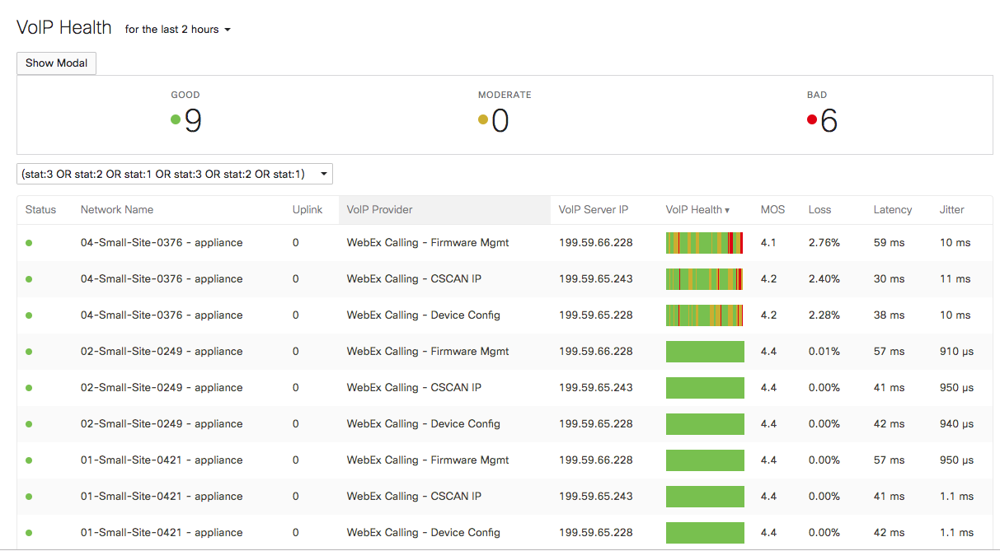 VoIP Health for the last 2 hours
Show Modal
GOOD MODERATE BAD
9 0 6
(stat:3 OR stat:2 OR stat:1 OR stat:3 OR stat:2 OR stat:1)
Status Network Name Uplink VoIP Provider VoIP Server IP VoIP Health ▾ MOS Loss Latency Jitter
04-Small-Site-0376 - appliance 0 WebEx Calling - Firmware Mgmt 199.59.66.228 4.1 2.76% 59 ms 10 ms
04-Small-Site-0376 - appliance 0 WebEx Calling - CSCAN IP 199.59.65.243 4.2 2.40% 30 ms 11 ms
04-Small-Site-0376 - appliance 0 WebEx Calling - Device Config 199.59.65.228 4.2 2.28% 38 ms 10 ms
02-Small-Site-0249 - appliance 0 WebEx Calling - Firmware Mgmt 199.59.66.228 4.4 0.01% 57 ms 910 μs
02-Small-Site-0249 - appliance 0 WebEx Calling - CSCAN IP 199.59.65.243 4.4 0.00% 41 ms 950 μs
02-Small-Site-0249 - appliance 0 WebEx Calling - Device Config 199.59.65.228 4.4 0.00% 42 ms 940 μs
01-Small-Site-0421 - appliance 0 WebEx Calling - Firmware Mgmt 199.59.66.228 4.4 0.00% 57 ms 950 μs
01-Small-Site-0421 - appliance 0 WebEx Calling - CSCAN IP 199.59.65.243 4.4 0.00% 41 ms 1.1 ms
01-Small-Site-0421 - appliance 0 WebEx Calling - Device Config 199.59.65.228 4.4 0.00% 42 ms 1.1 ms